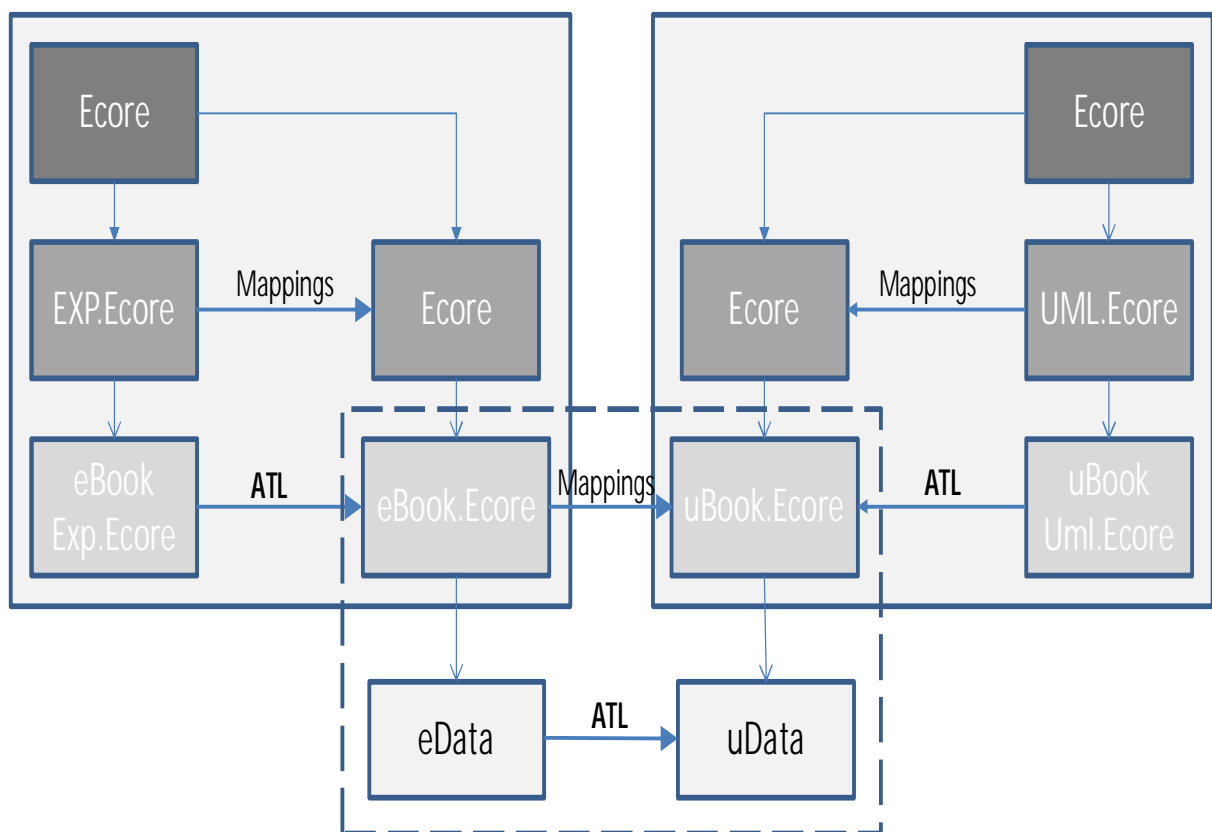 Ecore
Ecore
EXP.Ecore
Mappings
Ecore
Ecore
Mappings
UML.Ecore
eBook
Exp.Ecore
ATL
eBook.Ecore
Mappings
uBook.Ecore
ATL
uBook
Uml.Ecore
eData
ATL
uData